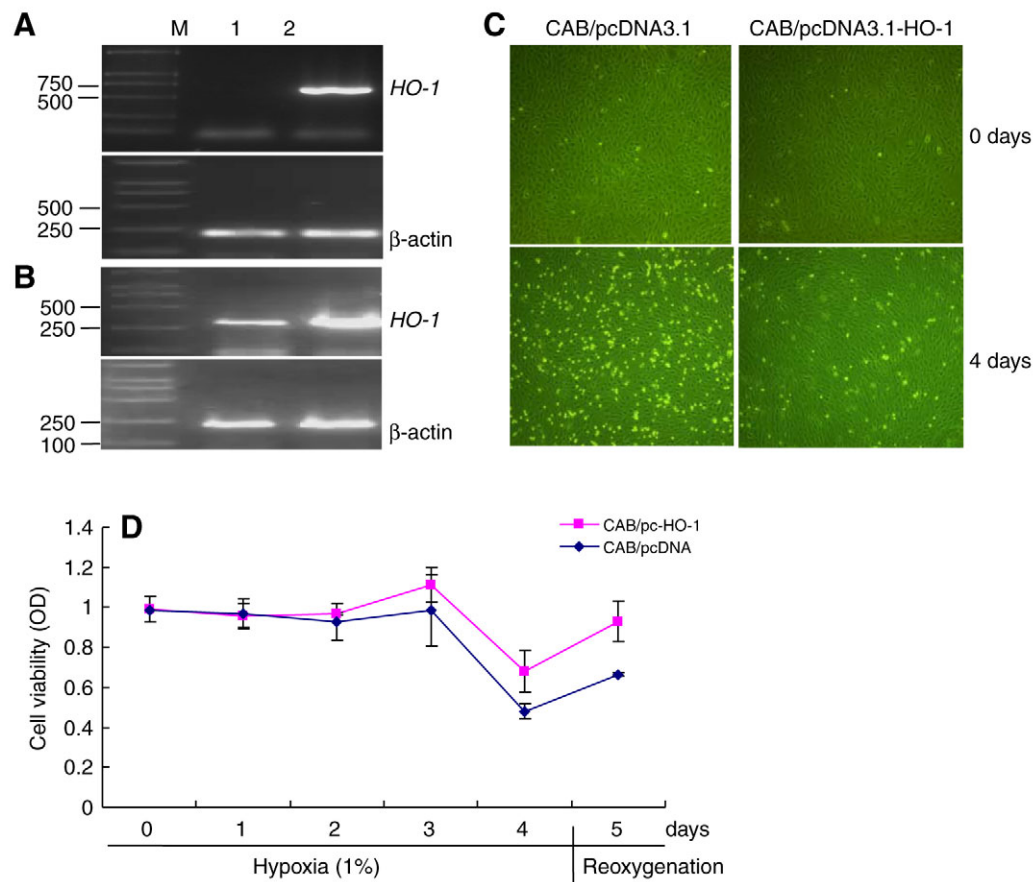 A
M 1 2
750
500
HO-1
500
250
β-actin
B
500
250
HO-1
250
100
β-actin
C
CAB/pcDNA3.1 CAB/pcDNA3.1-HO-1
0 days
4 days
D
CAB/pc-HO-1
CAB/pcDNA
Cell viability (OD)
1.4
1.2
1
0.8
0.6
0.4
0.2
0
0 1 2 3 4 5 days
Hypoxia (1%) Reoxygenation